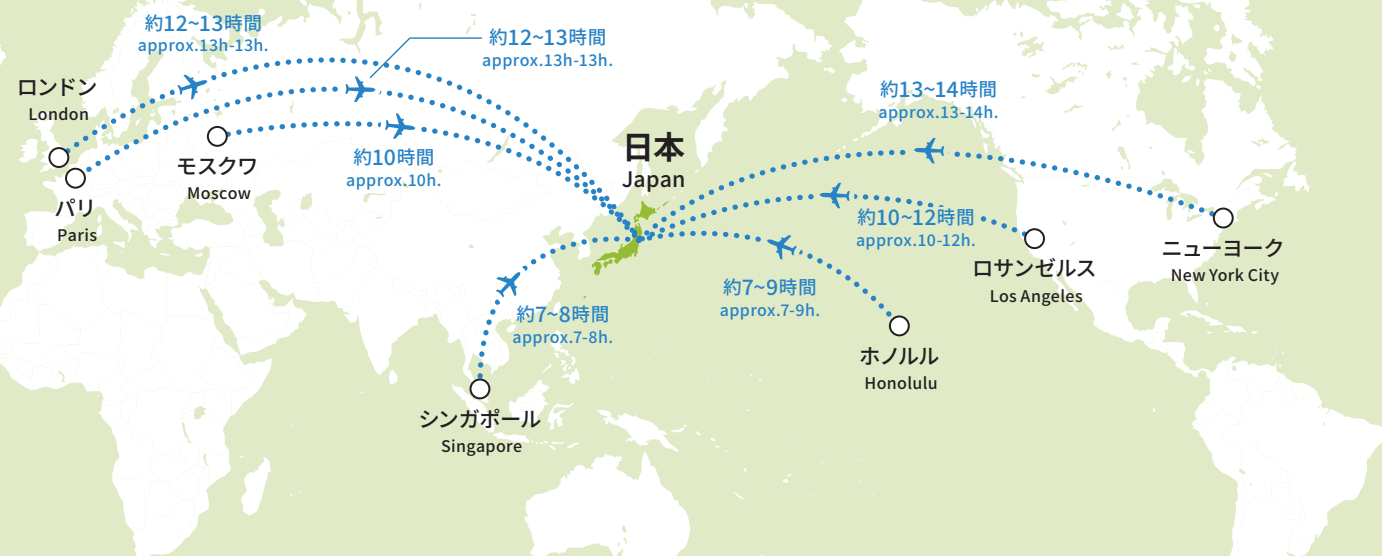 約12~13時間
approx.13h-13h.
約12~13時間
approx.13h-13h.
ロンドン
London
パリ
Paris
モスクワ
Moscow
約10時間
approx.10h.
日本
Japan
約13~14時間
approx.13-14h.
約10~12時間
approx.10-12h.
ニューヨーク
New York City
ロサンゼルス
Los Angeles
約7~9時間
approx.7-9h.
ホノルル
Honolulu
約7~8時間
approx.7-8h.
シンガポール
Singapore